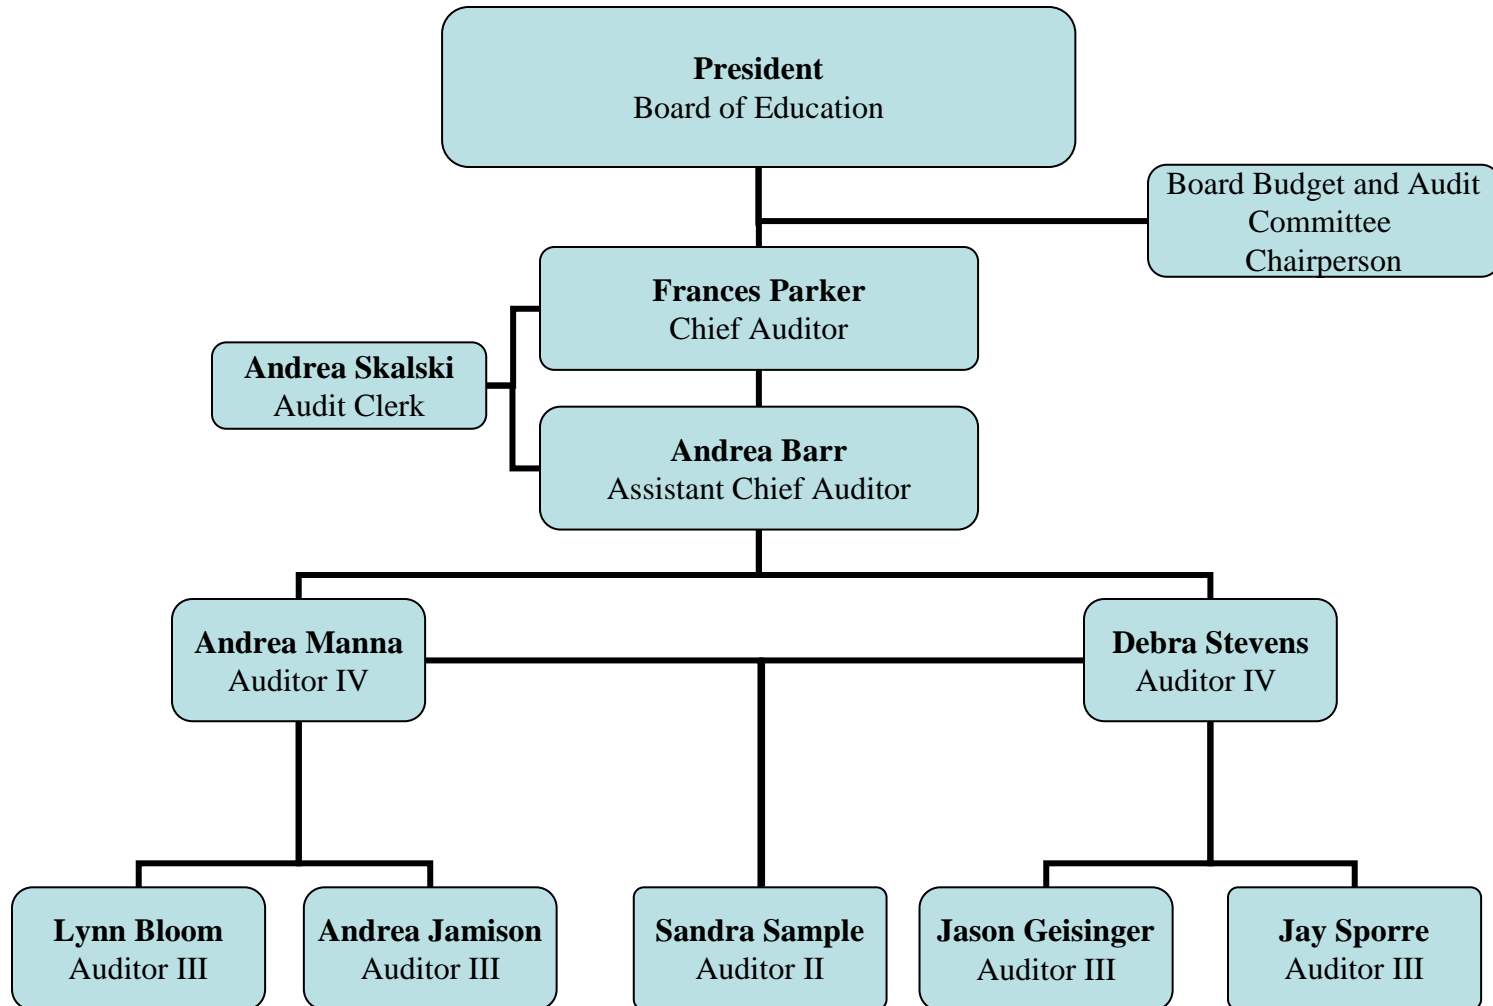 President
Board of Education
Board Budget and Audit
Committee
Chairperson
Frances Parker
Chief Auditor
Andrea Skalski
Audit Clerk
Andrea Barr
Assistant Chief Auditor
Andrea Manna
Auditor IV
Debra Stevens
Auditor IV
Lynn Bloom
Auditor III
Andrea Jamison
Auditor III
Sandra Sample
Auditor II
Jason Geisinger
Auditor III
Jay Sporre
Auditor III